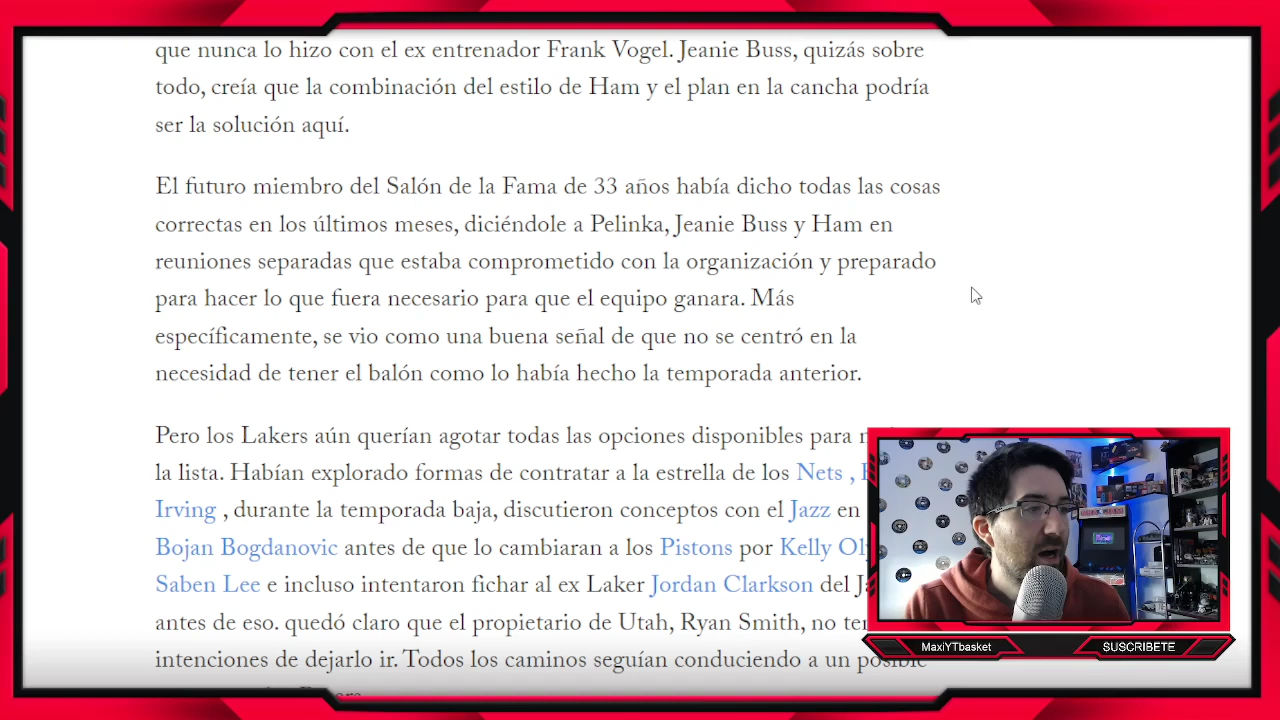 que nunca lo hizo con el ex entrenador Frank Vogel. Jeanie Buss, quizás sobre
todo, creía que la combinación del estilo de Ham y el plan en la cancha podría
ser la solución aquí.
El futuro miembro del Salón de la Fama de 33 años había dicho todas las cosas
correctas en los últimos meses, diciéndole a Pelinka, Jeanie Buss y Ham en
reuniones separadas que estaba comprometido con la organización y preparado
para hacer lo que fuera necesario para que el equipo ganara. Más
específicamente, se vio como una buena señal de que no se centró en la
necesidad de tener el balón como lo había hecho la temporada anterior.
Pero los Lakers aún querían agotar todas las opciones disponibles para
la lista. Habían explorado formas de contratar a la estrella de los Nets ,
Irving , durante la temporada baja, discutieron conceptos con el Jazz en
Bojan Bogdanovic antes de que lo cambiaran a los Pistons por Kelly
Saben Lee e incluso intentaron fichar al ex Laker Jordan Clarkson del
antes de eso. quedó claro que el propietario de Utah, Ryan Smith, no
intenciones de dejarlo ir. Todos los caminos seguían conduciendo a un posible
MaxiYTbasket
SUSCRIBETE